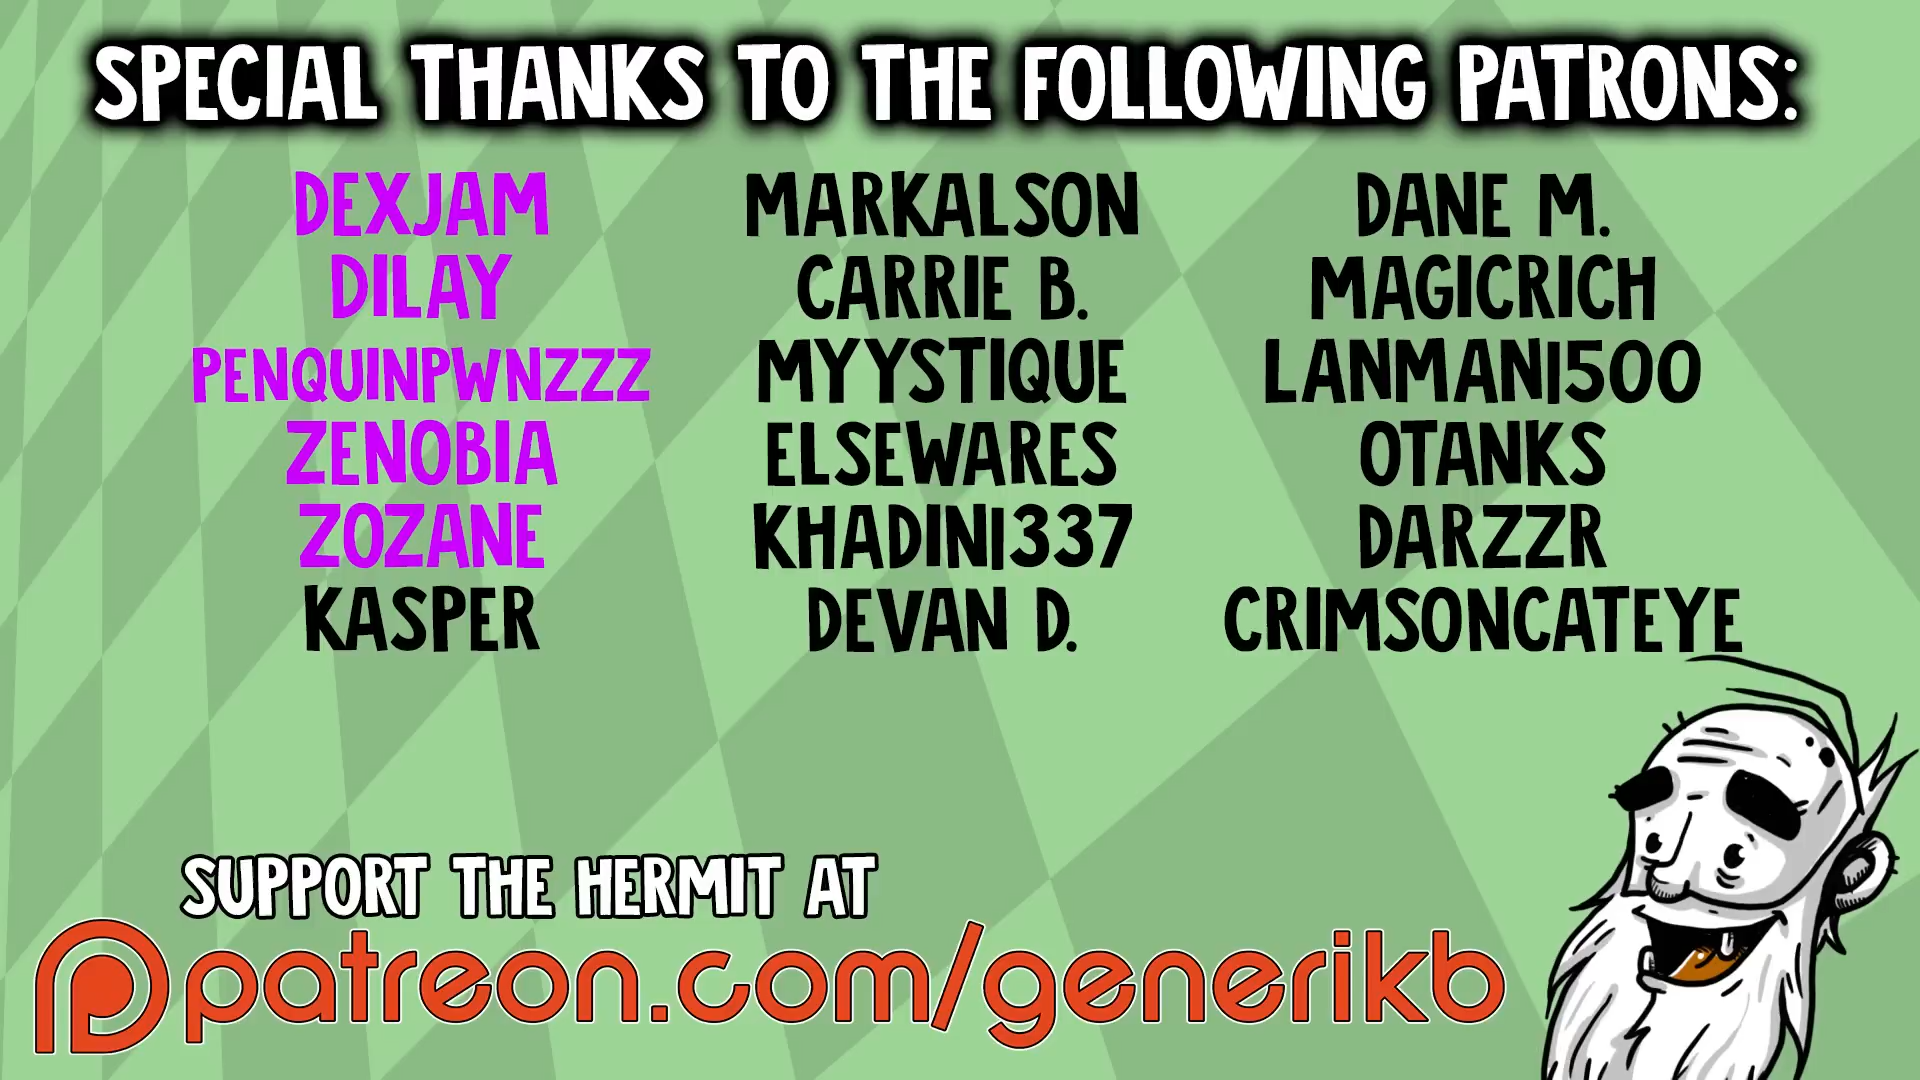 SPECIAL THANKS TO THE FOLLOWING PATRONS:
DEXJAM
DILAY
PENQUINPWNZZZ
ZENOBIA
ZOZANE
KASPER
MARKALSON
CARRIE B.
MYYSTIQUE
ELSEWARES
KHADIN1337
DEVAN D.
DANE M.
MAGICRICH
LANMAN1500
OTANKS
DARZZR
CRIMSONCATEYE
SUPPORT THE HERMIT AT
patreon.com/generikb